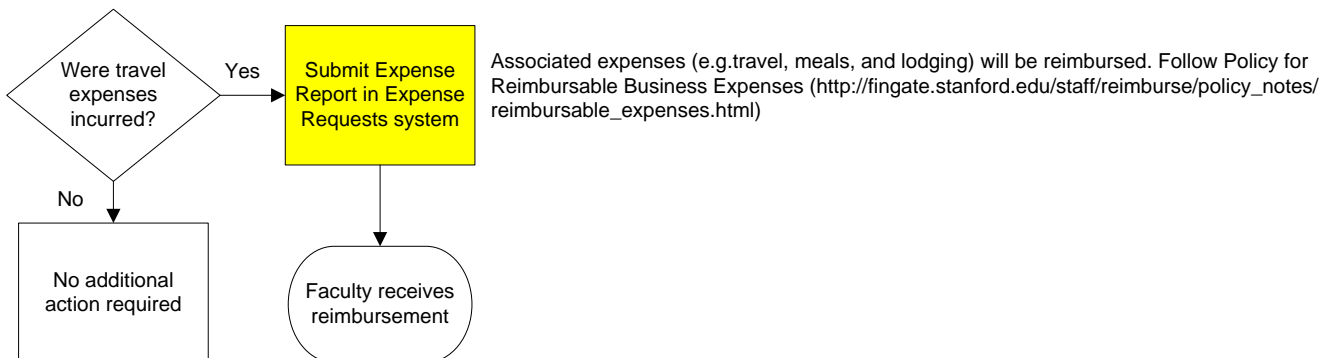 Were travel
expenses
incurred?
Yes
Submit Expense
Report in Expense
Requests system
Associated expenses (e.g.travel, meals, and lodging) will be reimbursed. Follow Policy for
Reimbursable Business Expenses (http://fingate.stanford.edu/staff/reimburse/policy_notes/
reimbursable_expenses.html)
No
No additional
action required
Faculty receives
reimbursement